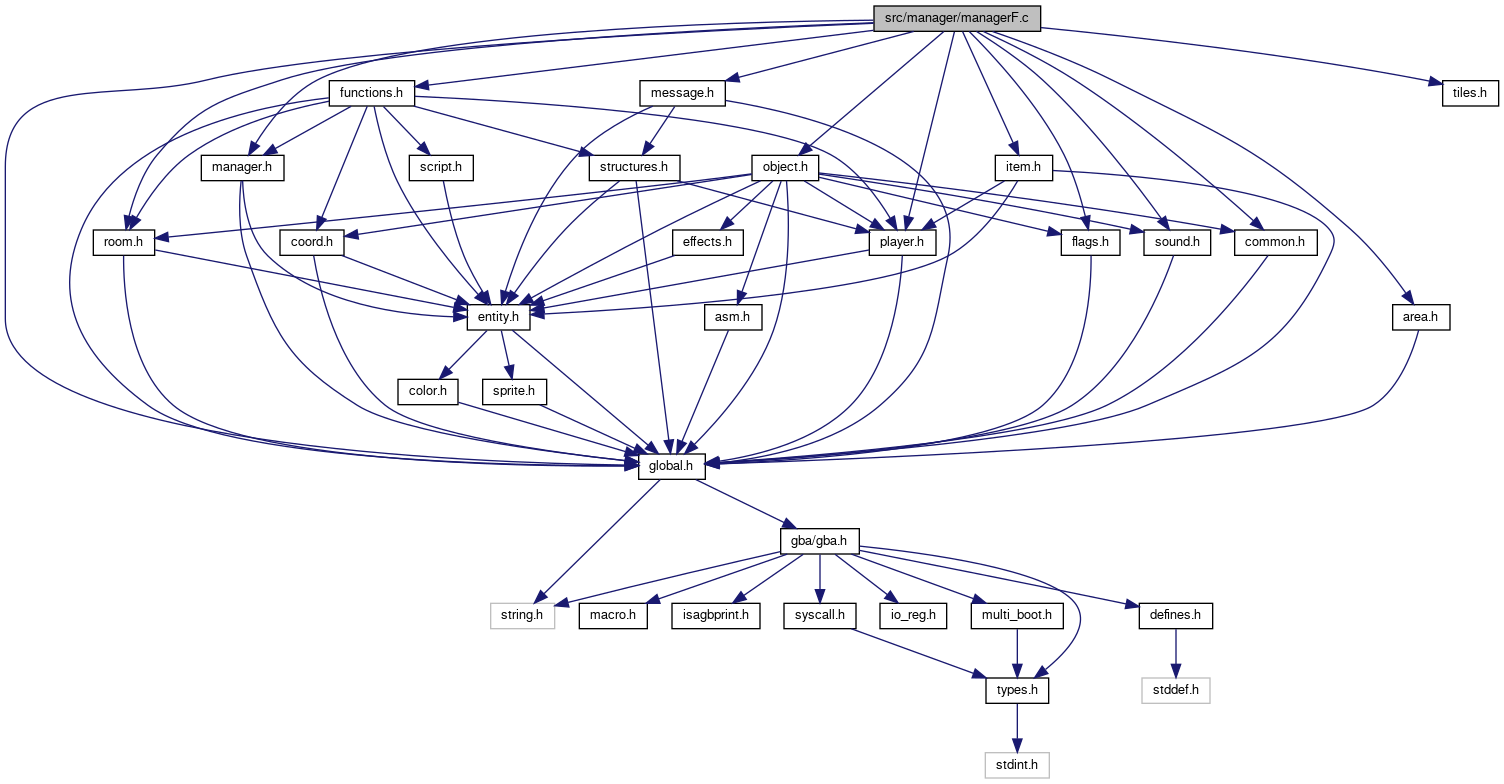 src/manager/managerF.c
functions.h
message.h
tiles.h
manager.h
script.h
structures.h
object.h
item.h
room.h
coord.h
effects.h
player.h
flags.h
sound.h
common.h
entity.h
asm.h
area.h
color.h
sprite.h
global.h
gba/gba.h
string.h
macro.h
isagbprint.h
syscall.h
io_reg.h
multi_boot.h
defines.h
types.h
stddef.h
stdint.h